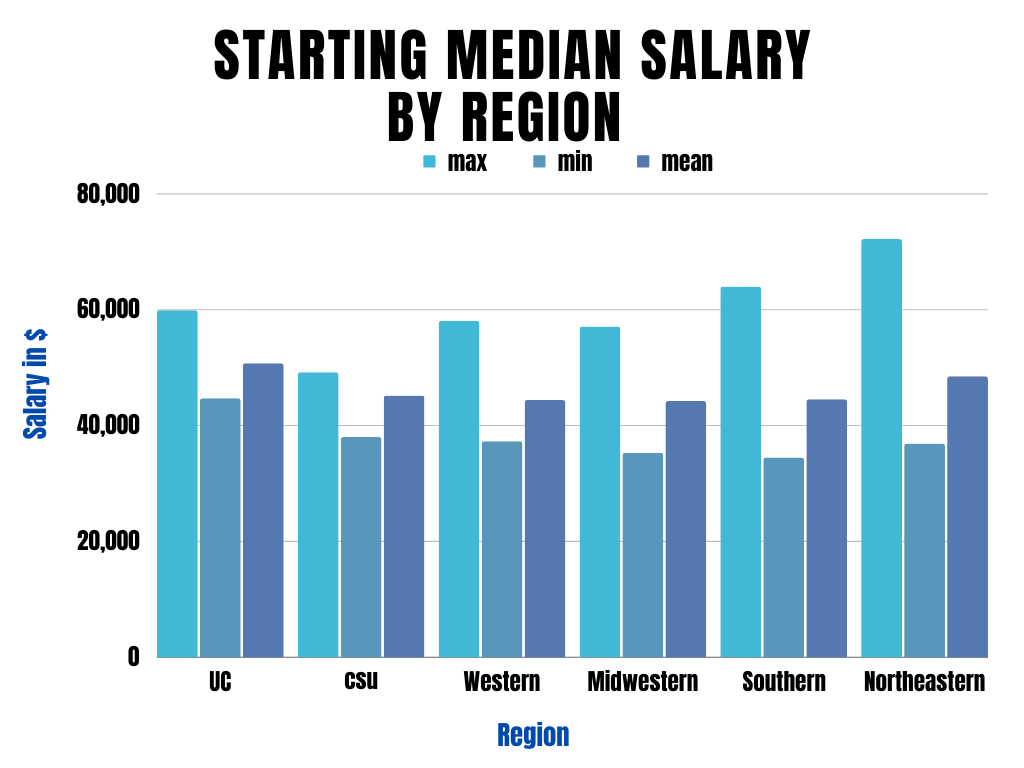 STARTING MEDIAN SALARY
BY REGION
max min mean
80,000
60,000
40,000
20,000
0
Salary in $
UC csu Western Midwestern Southern Northeastern
Region